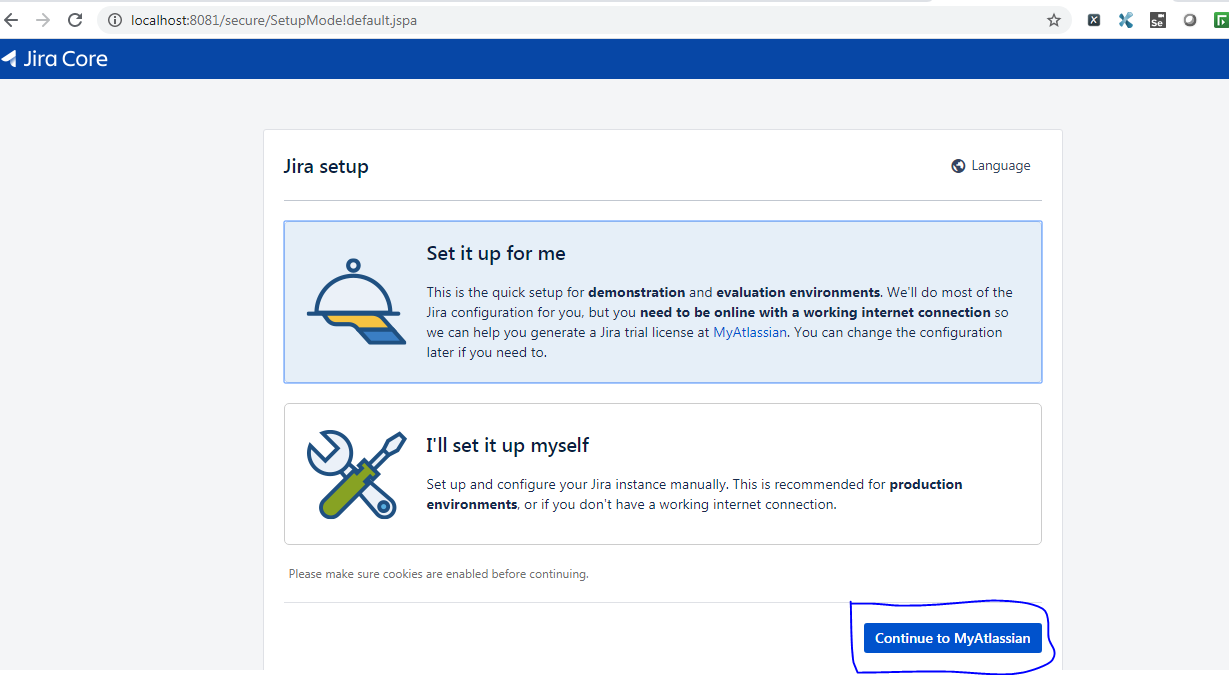 localhost:8081/secure/SetupMode!default.jspa
Se
Jira Core
Jira setup
Language
Set it up for me
This is the quick setup for demonstration and evaluation environments. We'll do most of the
Jira configuration for you, but you need to be online with a working internet connection so
we can help you generate a Jira trial license at MyAtlassian. You can change the configuration
later if you need to.
I'll set it up myself
Set up and configure your Jira instance manually. This is recommended for production
environments, or if you don't have a working internet connection.
Please make sure cookies are enabled before continuing.
Continue to MyAtlassian